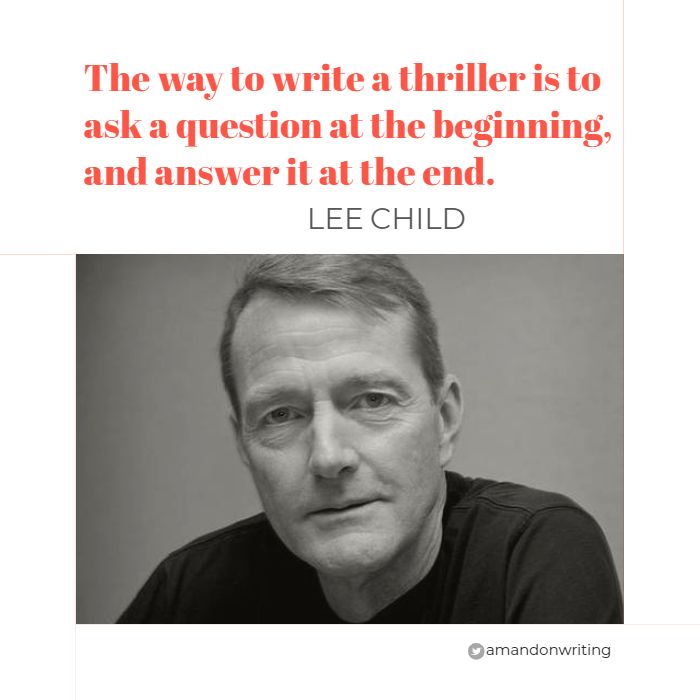 The way to write a thriller is to
ask a question at the beginning,
and answer it at the end.
LEE CHILD
amandonwriting